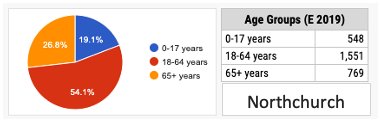 19.1%
26.8%
54.1%
0-17 years
18-64 years
65+ years
Age Groups (E 2019)
0-17 years 548
18-64 years 1,551
65+ years 769
Northchurch